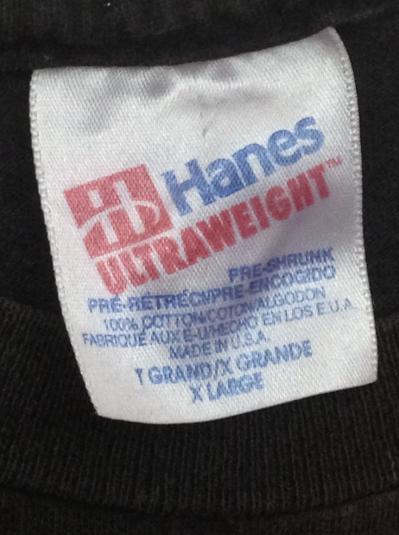 Hanes
ULTRAWEIGHT™
PRE-SHRUNK
PRÉ-RÉTRÉCI/PRE-ENCOGIDO
100% COTTON/COTON/ALGODON
FABRIQUÉ AUX É-U/HECHO EN LOS E.U.A.
MADE IN U.S.A.
T GRAND/X GRANDE
X LARGE